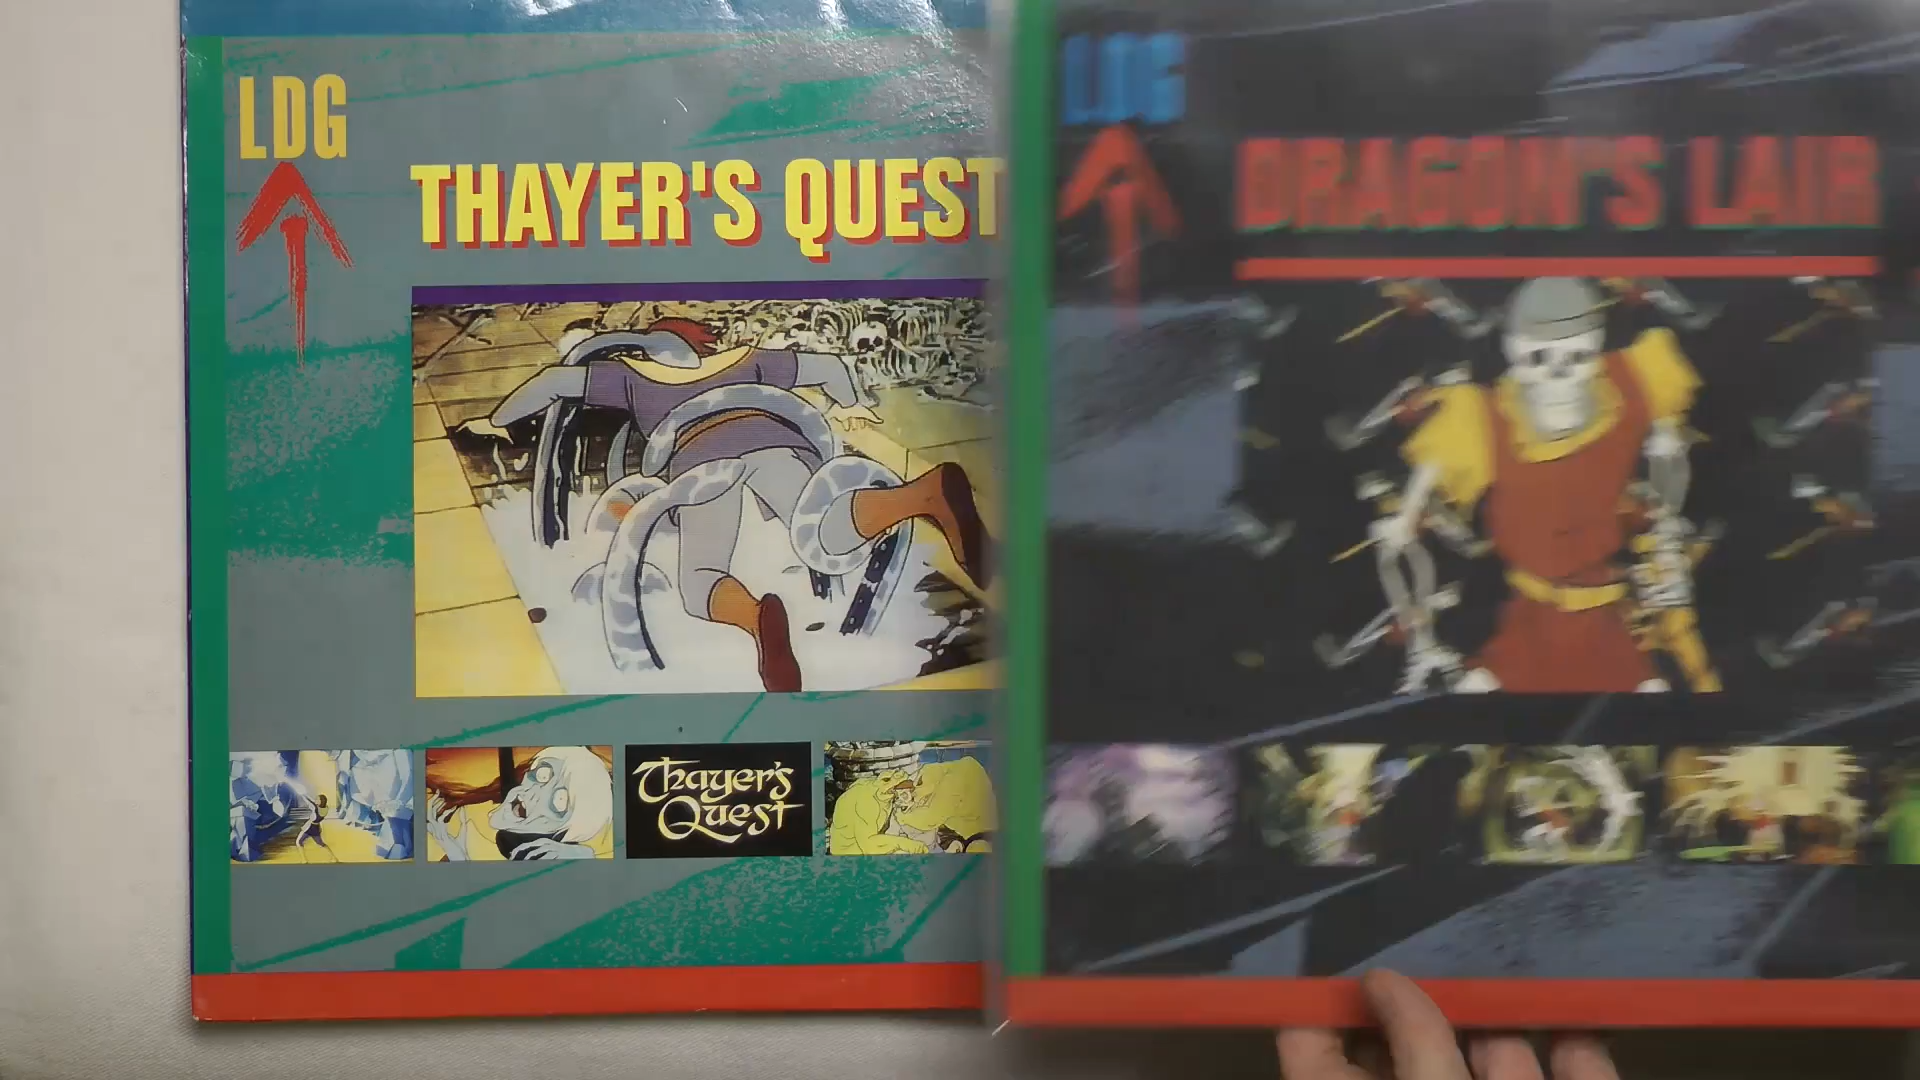 LDG
THAYER'S QUEST
Thayer's
Quest
LDG
DRAGON'S LAIR